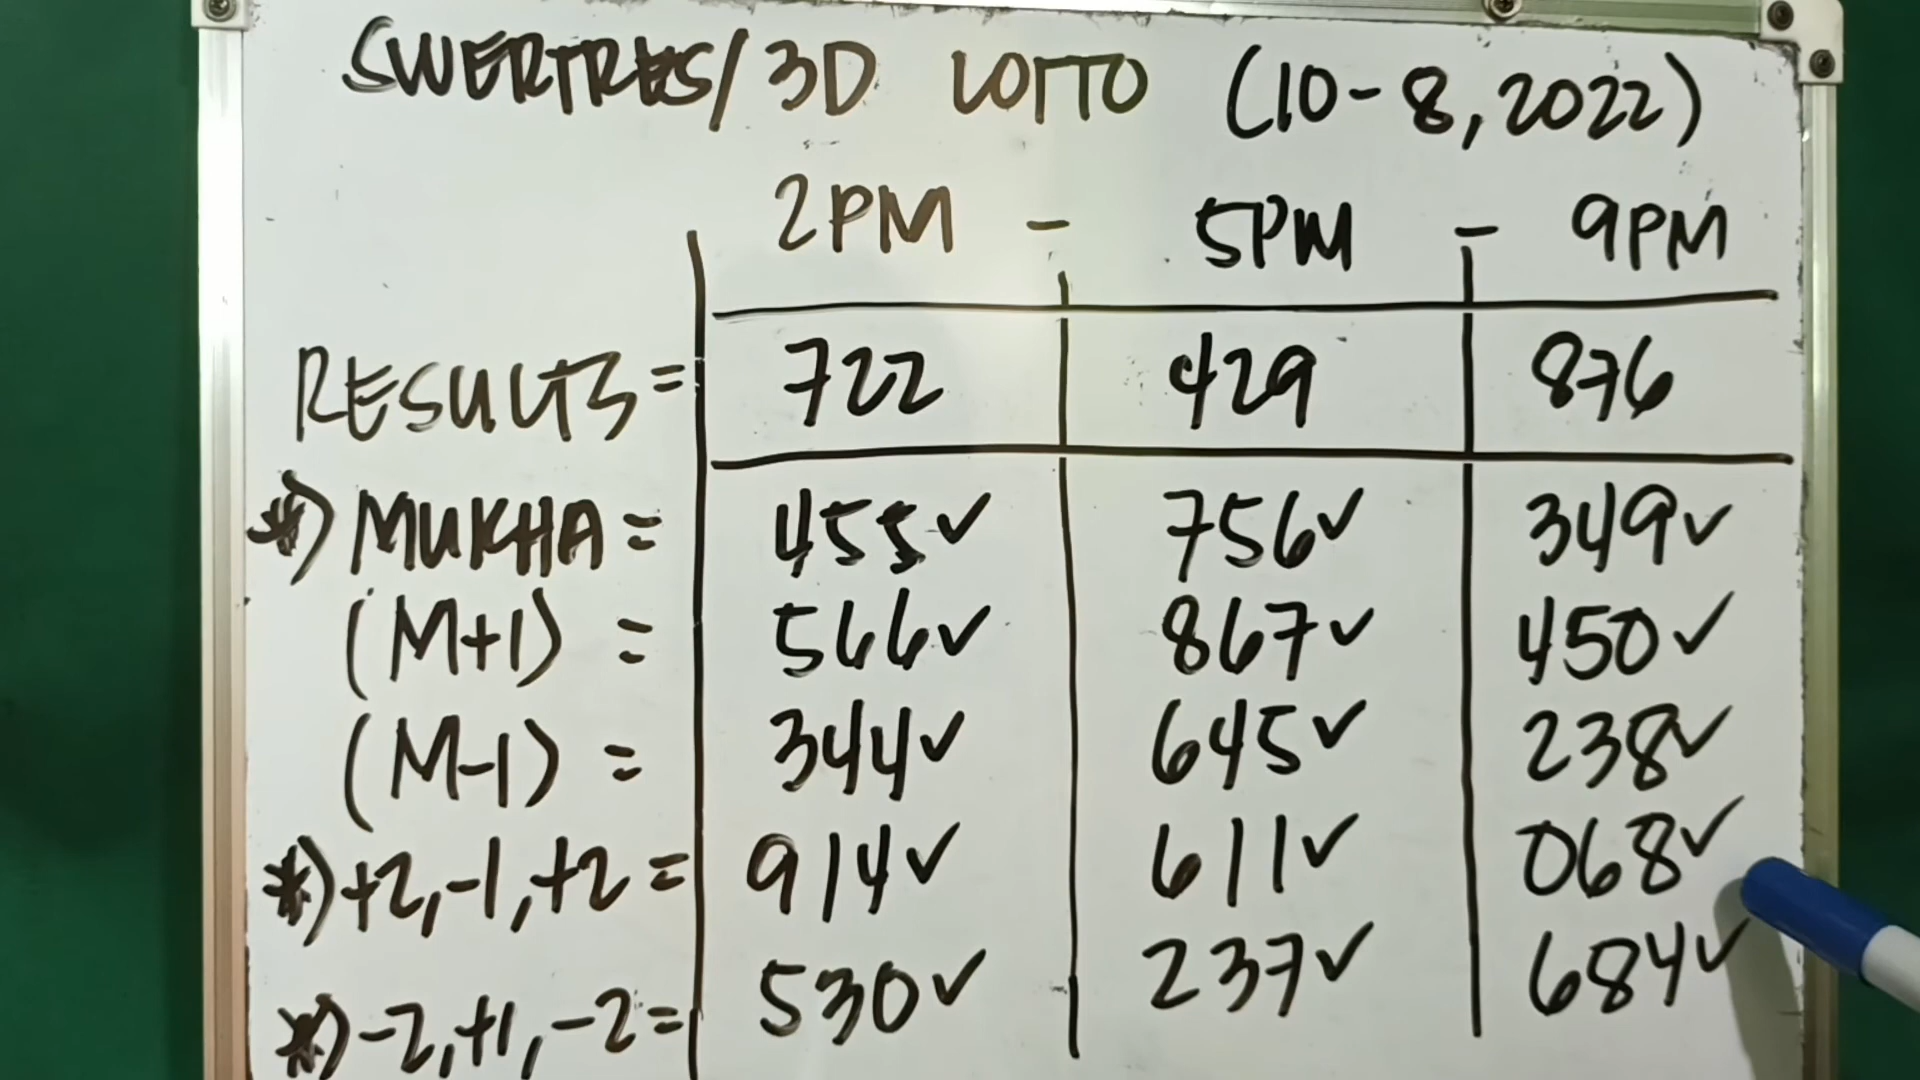 SWERTRES/3D LOTTO (10-8,2022)
2PM - 5PM - 9PM
RESULTS = 722 429 876
*) MUKHA = 455✓ 756✓ 349✓
(M+1) = 566✓ 867✓ 450✓
(M-1) = 344✓ 645✓ 238✓
*) +2,-1,+2 = 914✓ 611✓ 068✓
*) -2,+1,-2 = 530✓ 237✓ 684✓